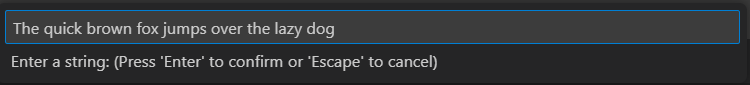 The quick brown fox jumps over the lazy dog
Enter a string: (Press 'Enter' to confirm or 'Escape' to cancel)